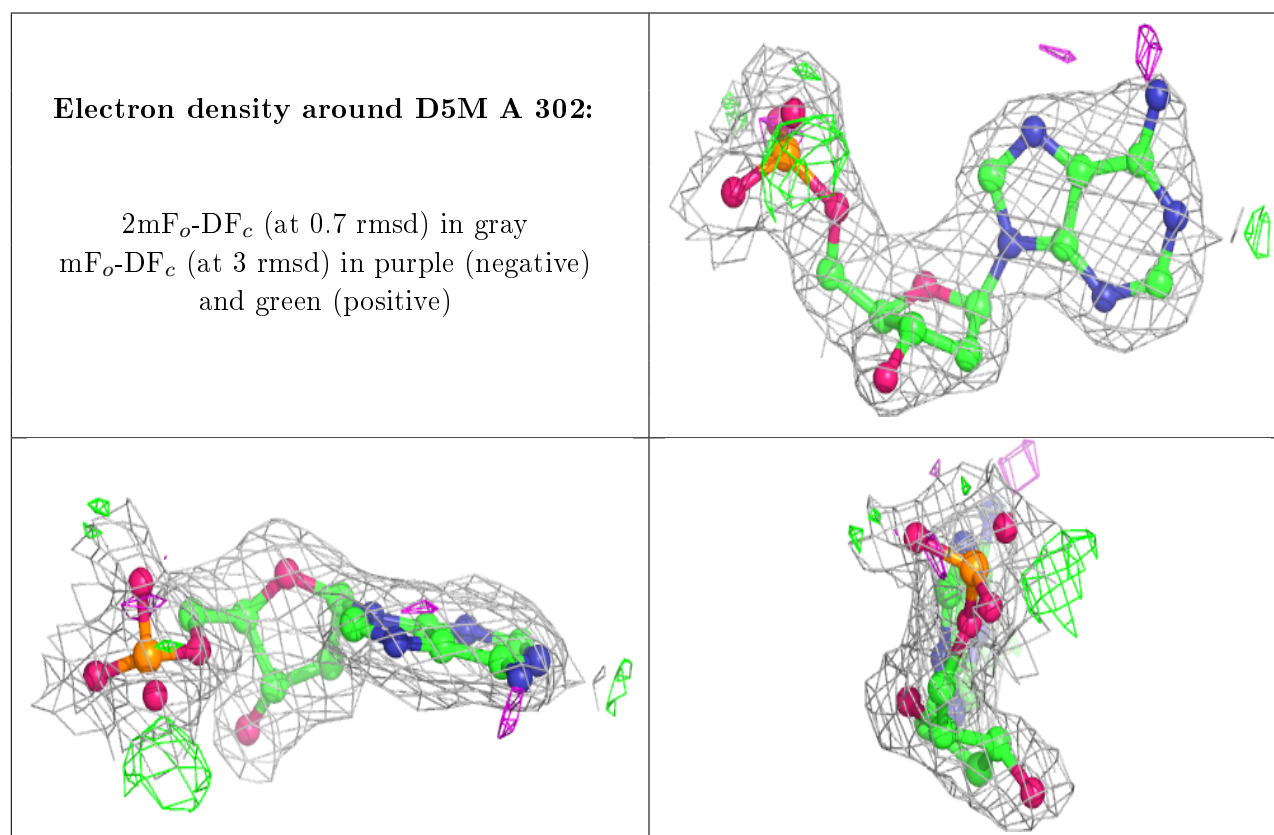 Electron density around D5M A 302:
2mFo-DFc (at 0.7 rmsd) in gray
mFo-DFc (at 3 rmsd) in purple (negative)
and green (positive)